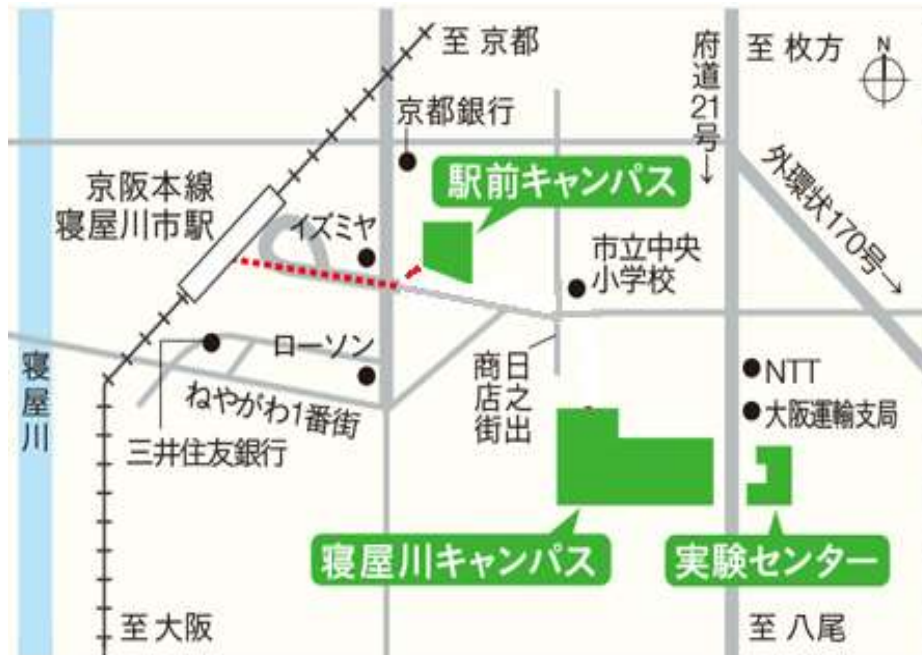 至 京都
府道21号→
至 枚方
N
京都銀行
外環状170号→
駅前キャンパス
京阪本線
寝屋川市駅
イズミヤ
市立中央
小学校
寝屋川
ローソン
日之出
商店街
NTT
ねやがわ1番街
大阪運輸支局
三井住友銀行
寝屋川キャンパス
実験センター
至 大阪
至 八尾